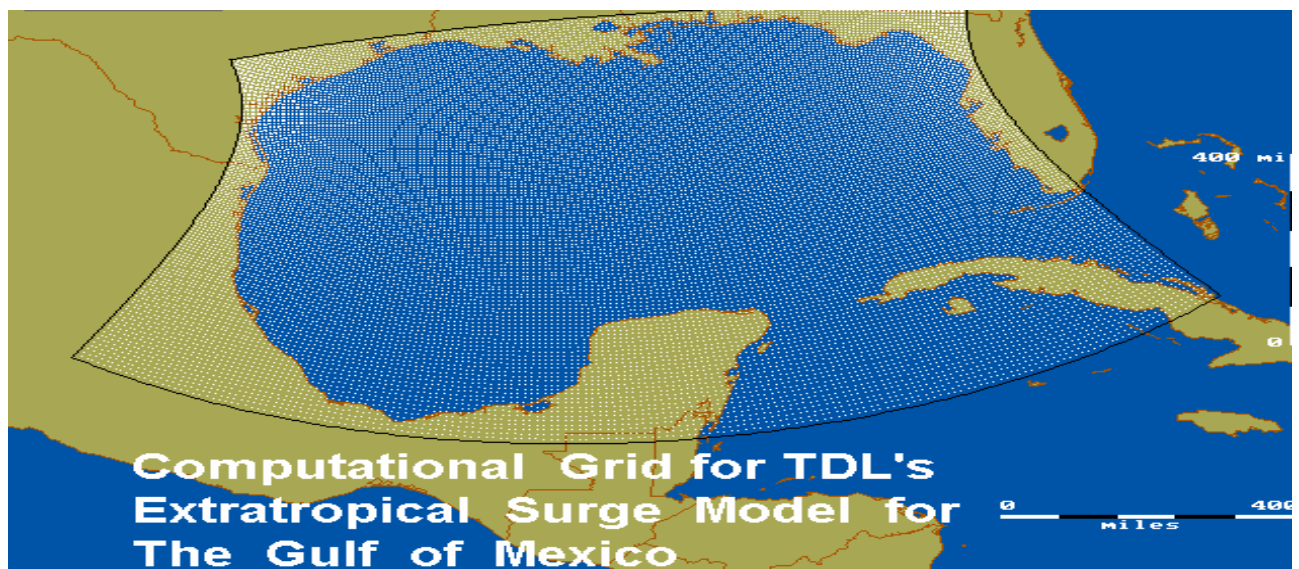 400 mi
0
Computational Grid for TDL's
Extratropical Surge Model for
The Gulf of Mexico
0 400
miles